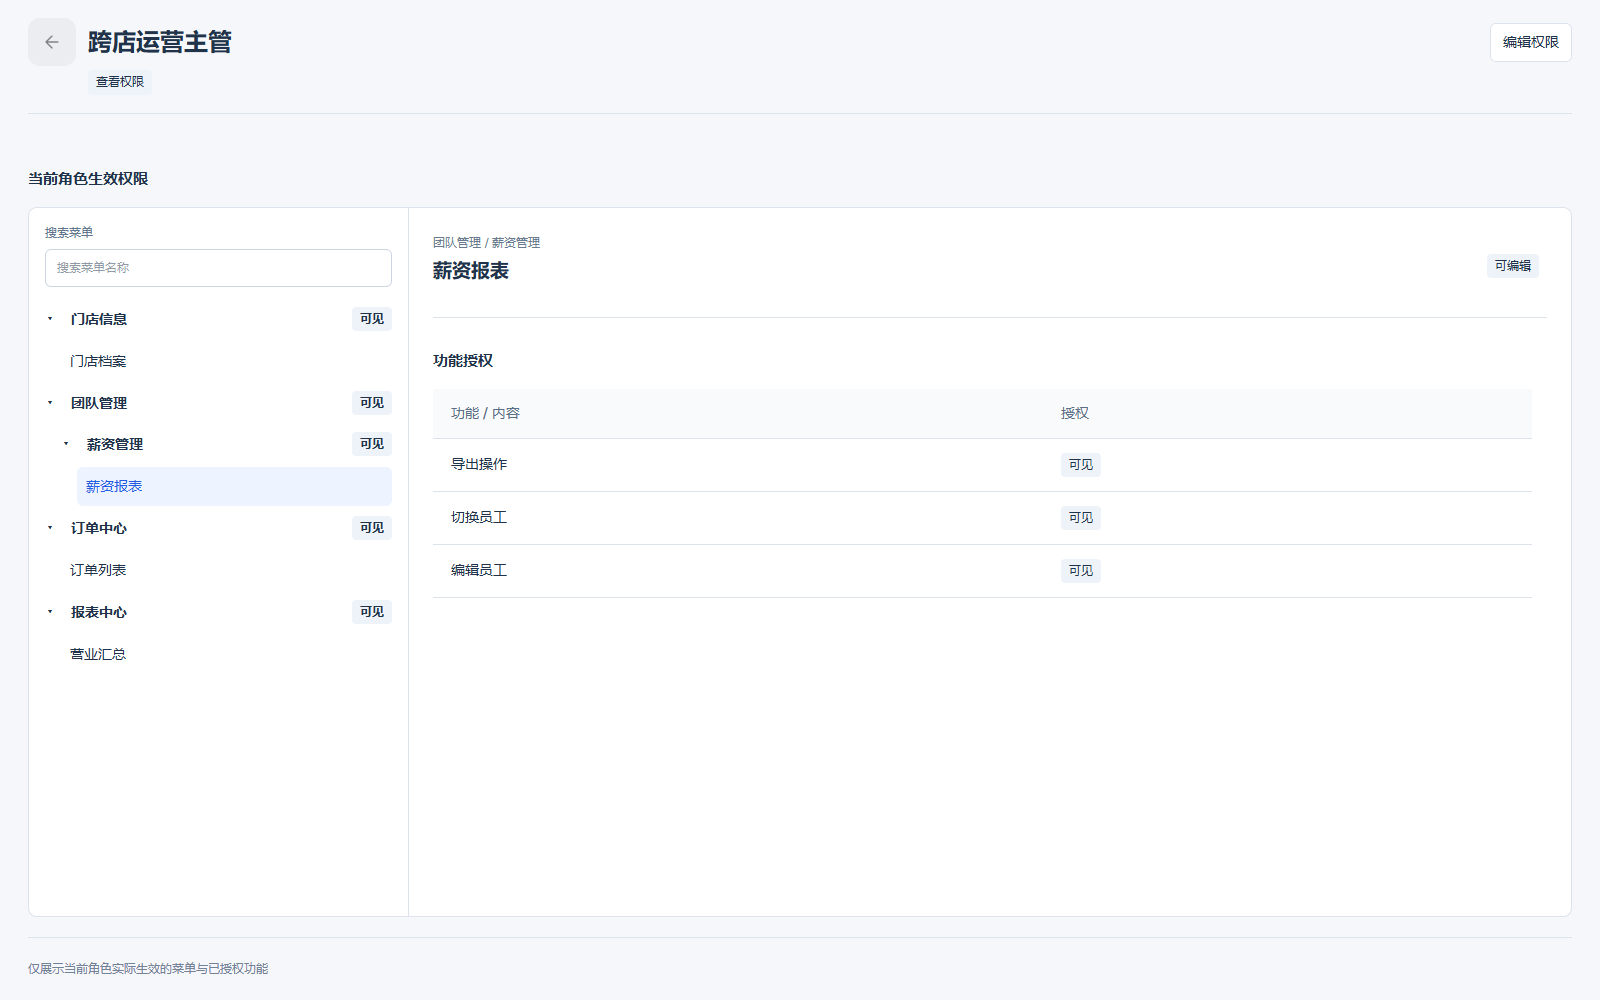 跨店运营主管
查看权限
编辑权限
当前角色生效权限
搜索菜单
搜索菜单名称
门店信息 可见
门店档案
团队管理 可见
薪资管理 可见
薪资报表
订单中心 可见
订单列表
报表中心 可见
营业汇总
团队管理 / 薪资管理
薪资报表
可编辑
功能授权
功能 / 内容 授权
导出操作 可见
切换员工 可见
编辑员工 可见
仅展示当前角色实际生效的菜单与已授权功能